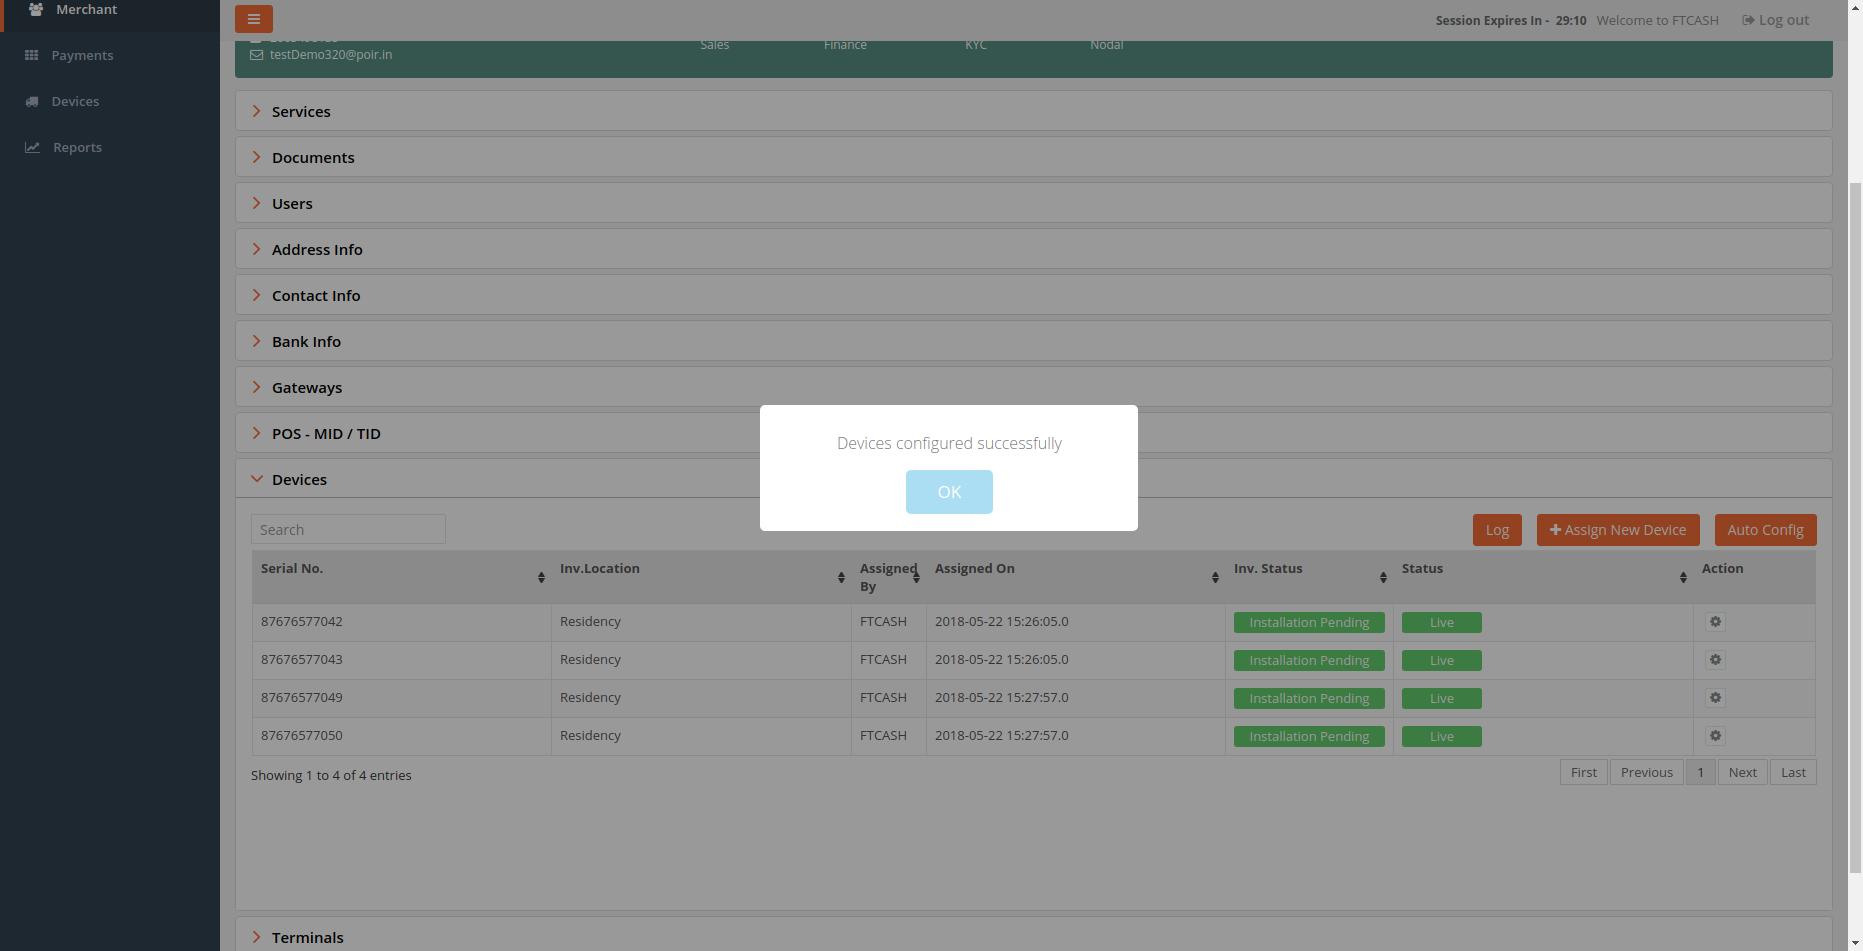 Merchant
Payments
Devices
Reports
Session Expires In - 29:10 Welcome to FTCASH Log out
testDemo320@poir.in
Sales Finance KYC Nodal
Services
Documents
Users
Address Info
Contact Info
Bank Info
Gateways
POS - MID / TID
Devices configured successfully
OK
Devices
Search
Log Assign New Device Auto Config
Serial No. Inv.Location Assigned By Assigned On Inv. Status Status Action
87676577042 Residency FTCASH 2018-05-22 15:26:05.0 Installation Pending Live
87676577043 Residency FTCASH 2018-05-22 15:26:05.0 Installation Pending Live
87676577049 Residency FTCASH 2018-05-22 15:27:57.0 Installation Pending Live
87676577050 Residency FTCASH 2018-05-22 15:27:57.0 Installation Pending Live
Showing 1 to 4 of 4 entries
First Previous 1 Next Last
Terminals